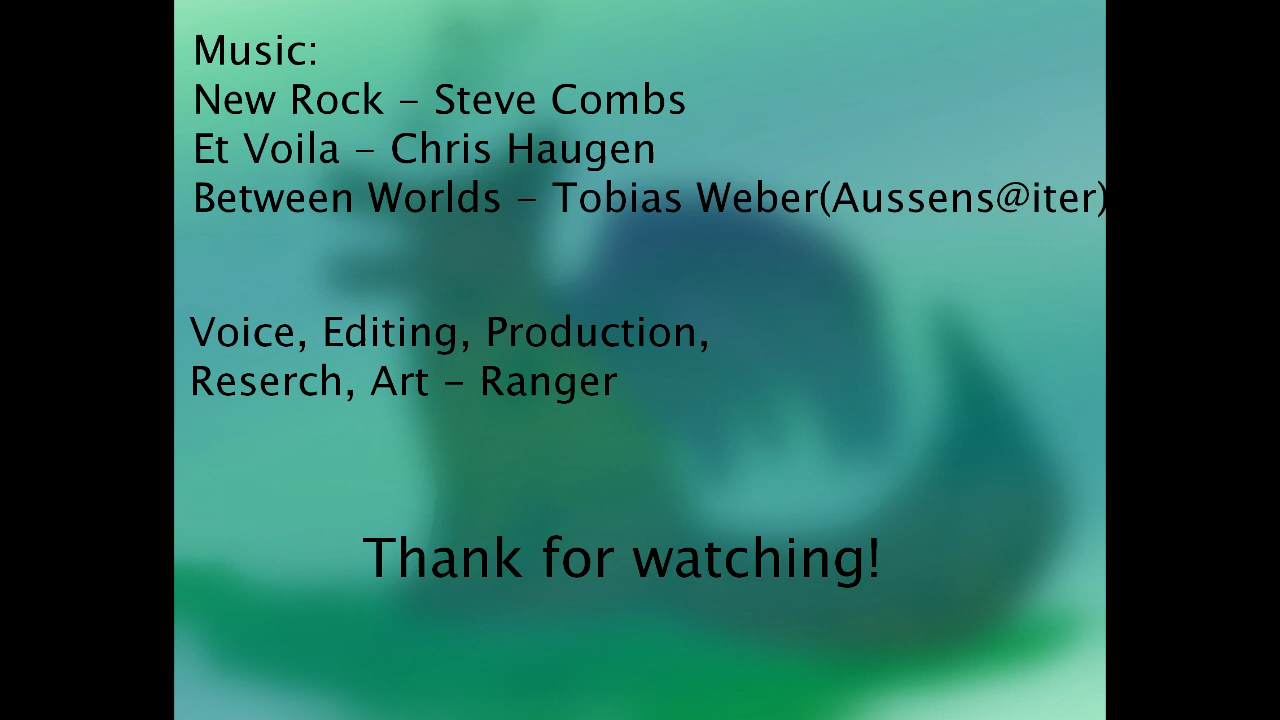 Music:
New Rock – Steve Combs
Et Voila – Chris Haugen
Between Worlds – Tobias Weber(Aussens@iter)
Voice, Editing, Production,
Reserch, Art – Ranger
Thank for watching!